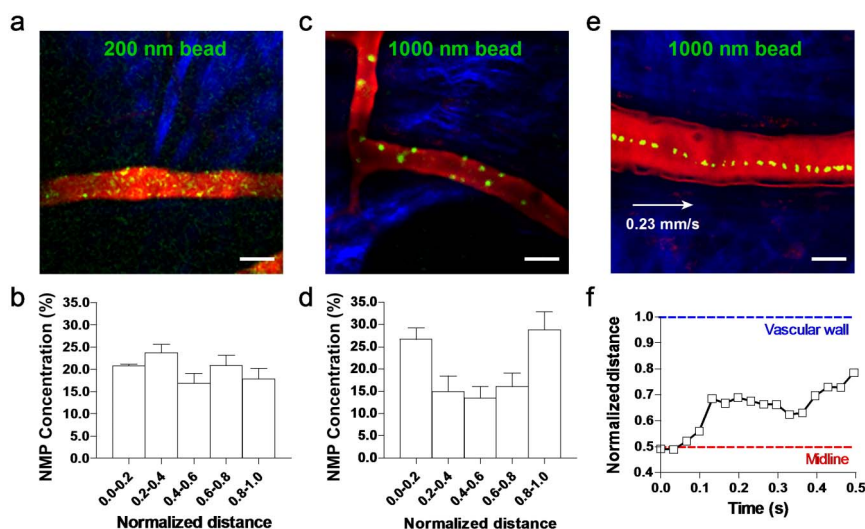 a
200 nm bead
c
1000 nm bead
e
1000 nm bead
0.23 mm/s
b
NMP Concentration (%)
35.0
30.0
25.0
20.0
15.0
10.0
5.0
0.0
0.0-0.2
0.2-0.4
0.4-0.6
0.6-0.8
0.8-1.0
Normalized distance
d
NMP Concentration (%)
35.0
30.0
25.0
20.0
15.0
10.0
5.0
0.0
0.0-0.2
0.2-0.4
0.4-0.6
0.6-0.8
0.8-1.0
Normalized distance
f
Normalized distance
1.0
0.9
0.8
0.7
0.6
0.5
0.4
Vascular wall
Midline
0.0
0.1
0.2
0.3
0.4
0.5
Time (s)